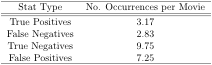 Stat Type No. Occurrences per Movie
True Positives 3.17
False Negatives 2.83
True Negatives 9.75
False Positives 7.25